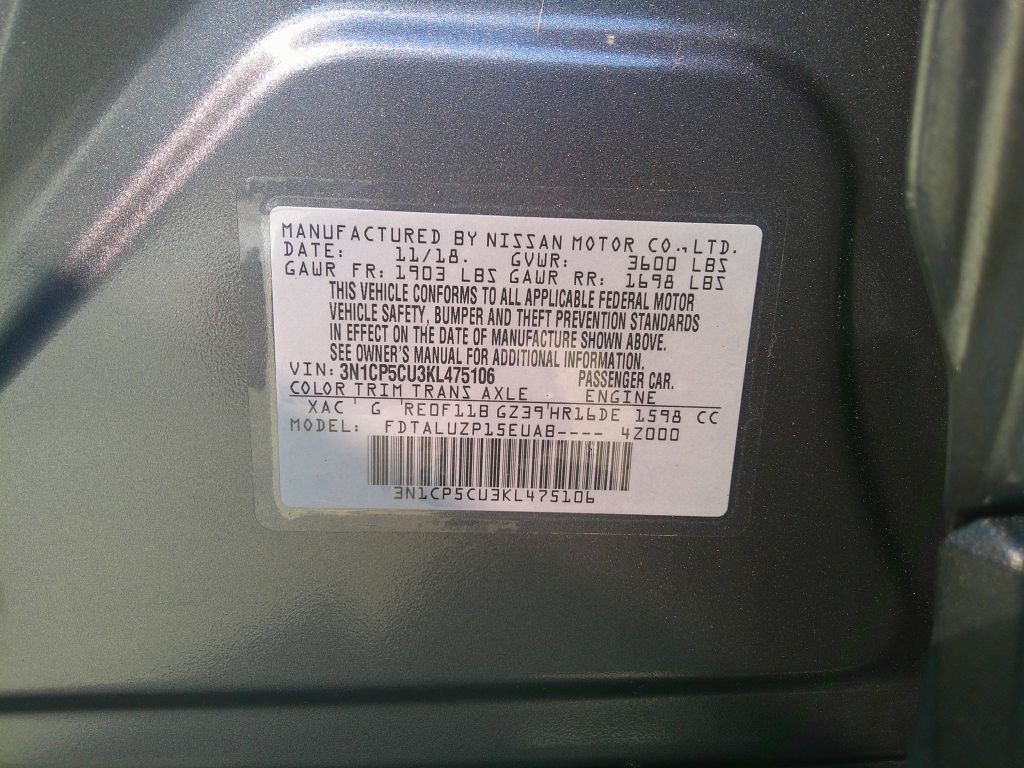 MANUFACTURED BY NISSAN MOTOR CO.,LTD.
DATE: 11/18. GVWR: 3600 LBS
GAWR FR: 1903 LBS GAWR RR: 1698 LBS
THIS VEHICLE CONFORMS TO ALL APPLICABLE FEDERAL MOTOR
VEHICLE SAFETY, BUMPER AND THEFT PREVENTION STANDARDS
IN EFFECT ON THE DATE OF MANUFACTURE SHOWN ABOVE.
SEE OWNER'S MANUAL FOR ADDITIONAL INFORMATION.
VIN: 3N1CP5CU3KL475106 PASSENGER CAR.
COLOR TRIM TRANS AXLE ENGINE
XAC G RE0F11B GZ39 HR16DE 1598 CC
MODEL: FDTALUZP15EUAB---- 4Z000
3N1CP5CU3KL475106